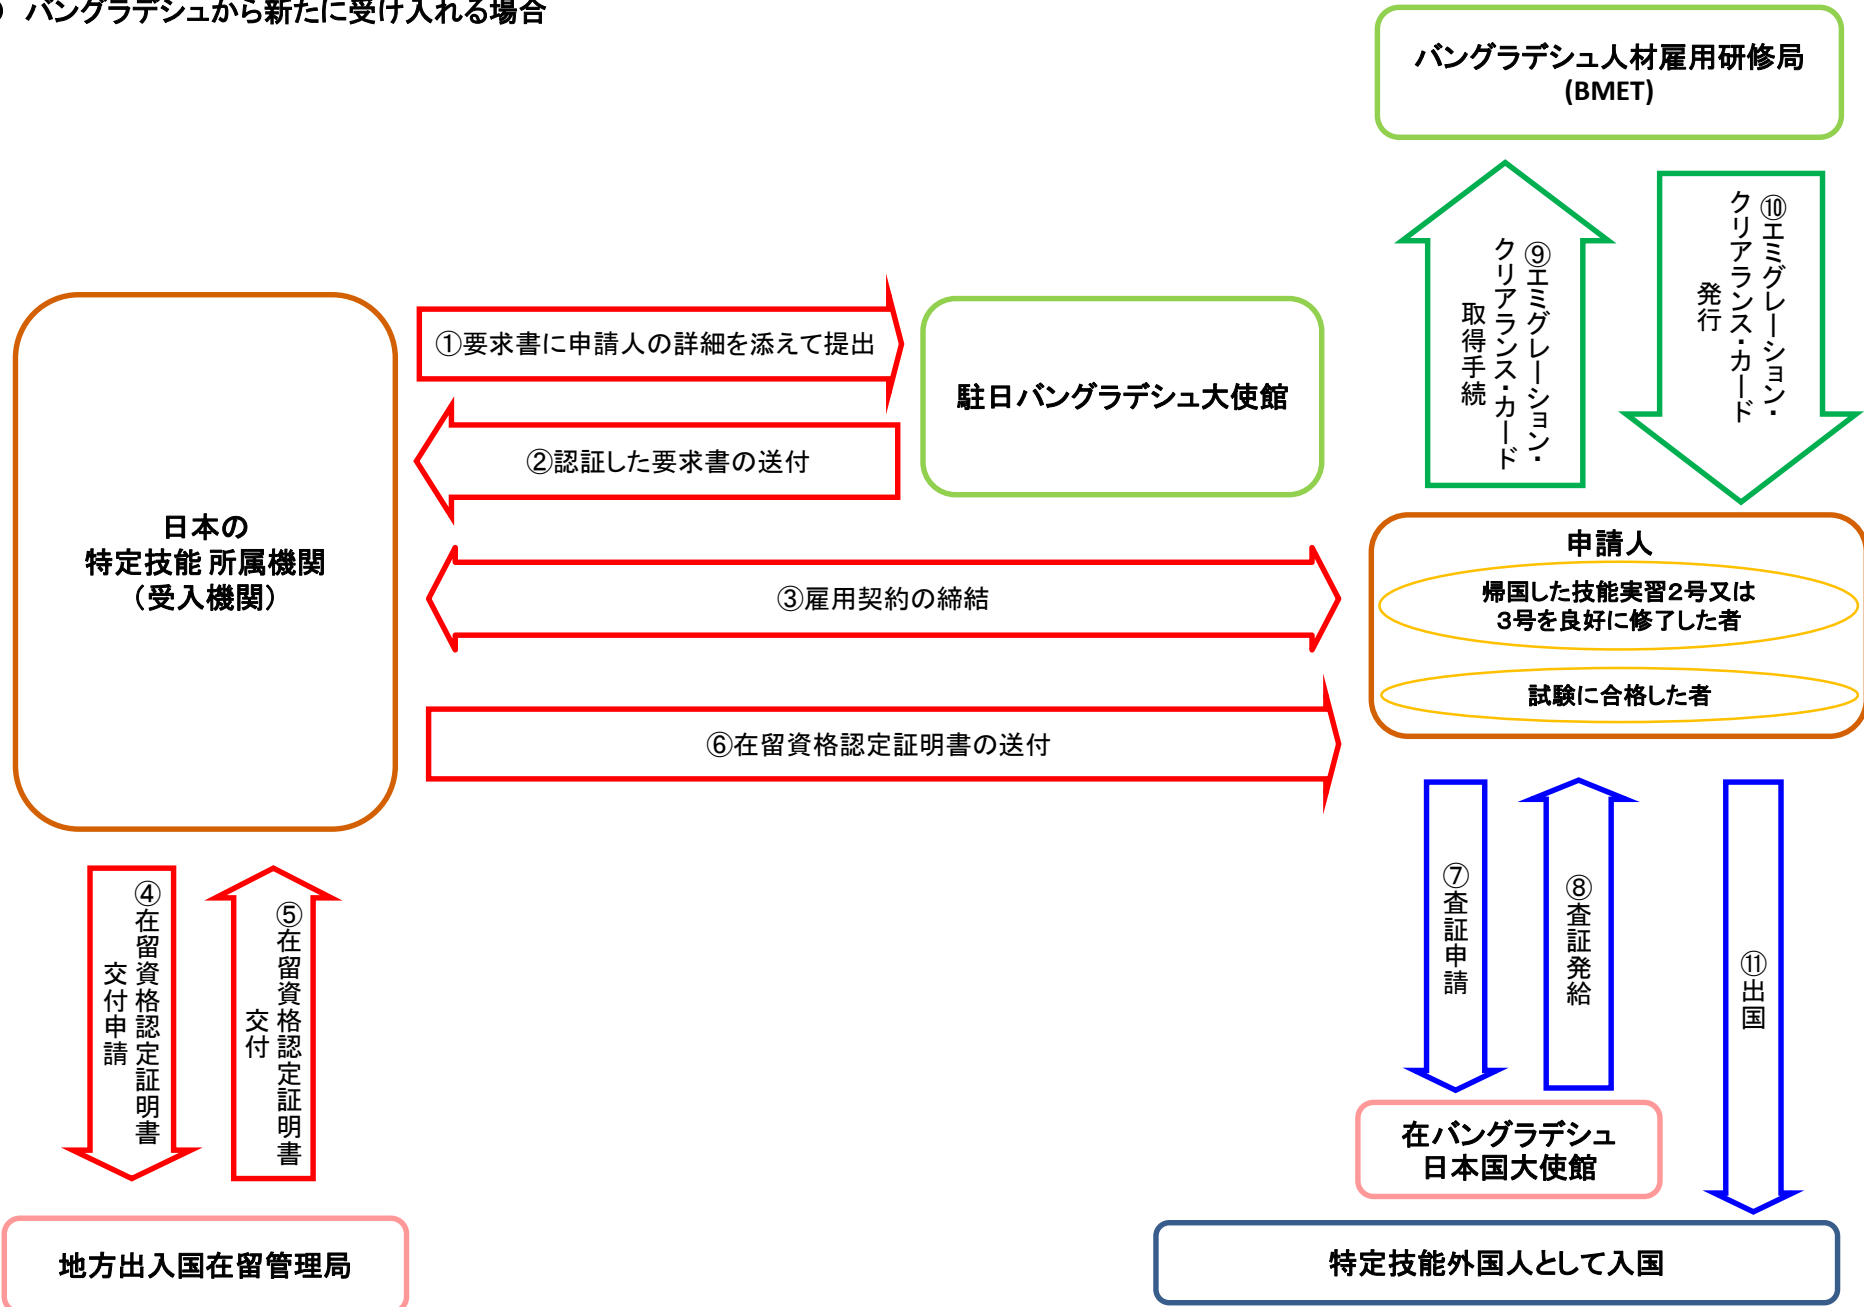 バングラデシュから新たに受け入れる場合
バングラデシュ人材雇用研修局
(BMET)
⑨エミグレーション・
クリアランス・カード
取得手続
⑩エミグレーション・
クリアランス・カード
発行
①要求書に申請人の詳細を添えて提出
駐日バングラデシュ大使館
②認証した要求書の送付
日本の
特定技能 所属機関
（受入機関）
③雇用契約の締結
申請人
帰国した技能実習２号又は
３号を良好に修了した者
試験に合格した者
⑥在留資格認定証明書の送付
④在留資格認定証明書
交付申請
⑤在留資格認定証明書
交付
⑦査証申請
⑧査証発給
⑪出国
在バングラデシュ
日本国大使館
地方出入国在留管理局
特定技能外国人として入国